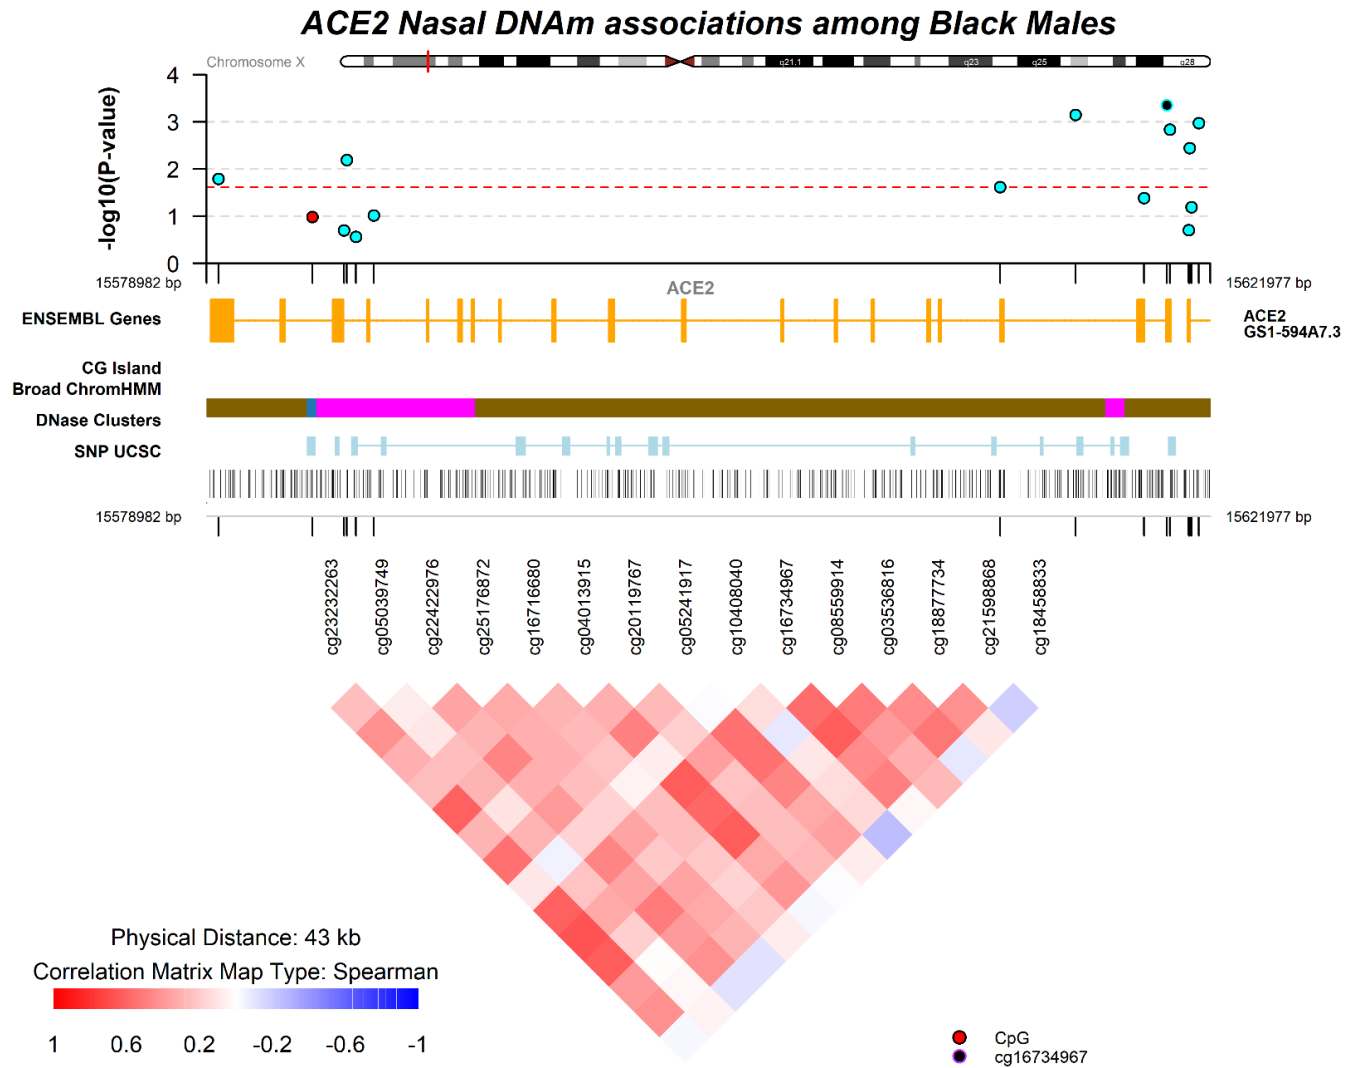 ACE2 Nasal DNAm associations among Black Males
Chromosome X
q21.1
q23
q25
q28
-log10(P-value)
4
3
2
1
0
15578982 bp
15621977 bp
ACE2
ENSEMBL Genes
ACE2
GS1-594A7.3
CG Island
Broad ChromHMM
DNase Clusters
SNP UCSC
15578982 bp
15621977 bp
cg23232263
cg05039749
cg22422976
cg25176872
cg16716680
cg04013915
cg20119767
cg05241917
cg10408040
cg16734967
cg08559914
cg03536816
cg18877734
cg21598868
cg18458833
Physical Distance: 43 kb
Correlation Matrix Map Type: Spearman
1 0.6 0.2 -0.2 -0.6 -1
CpG
cg16734967